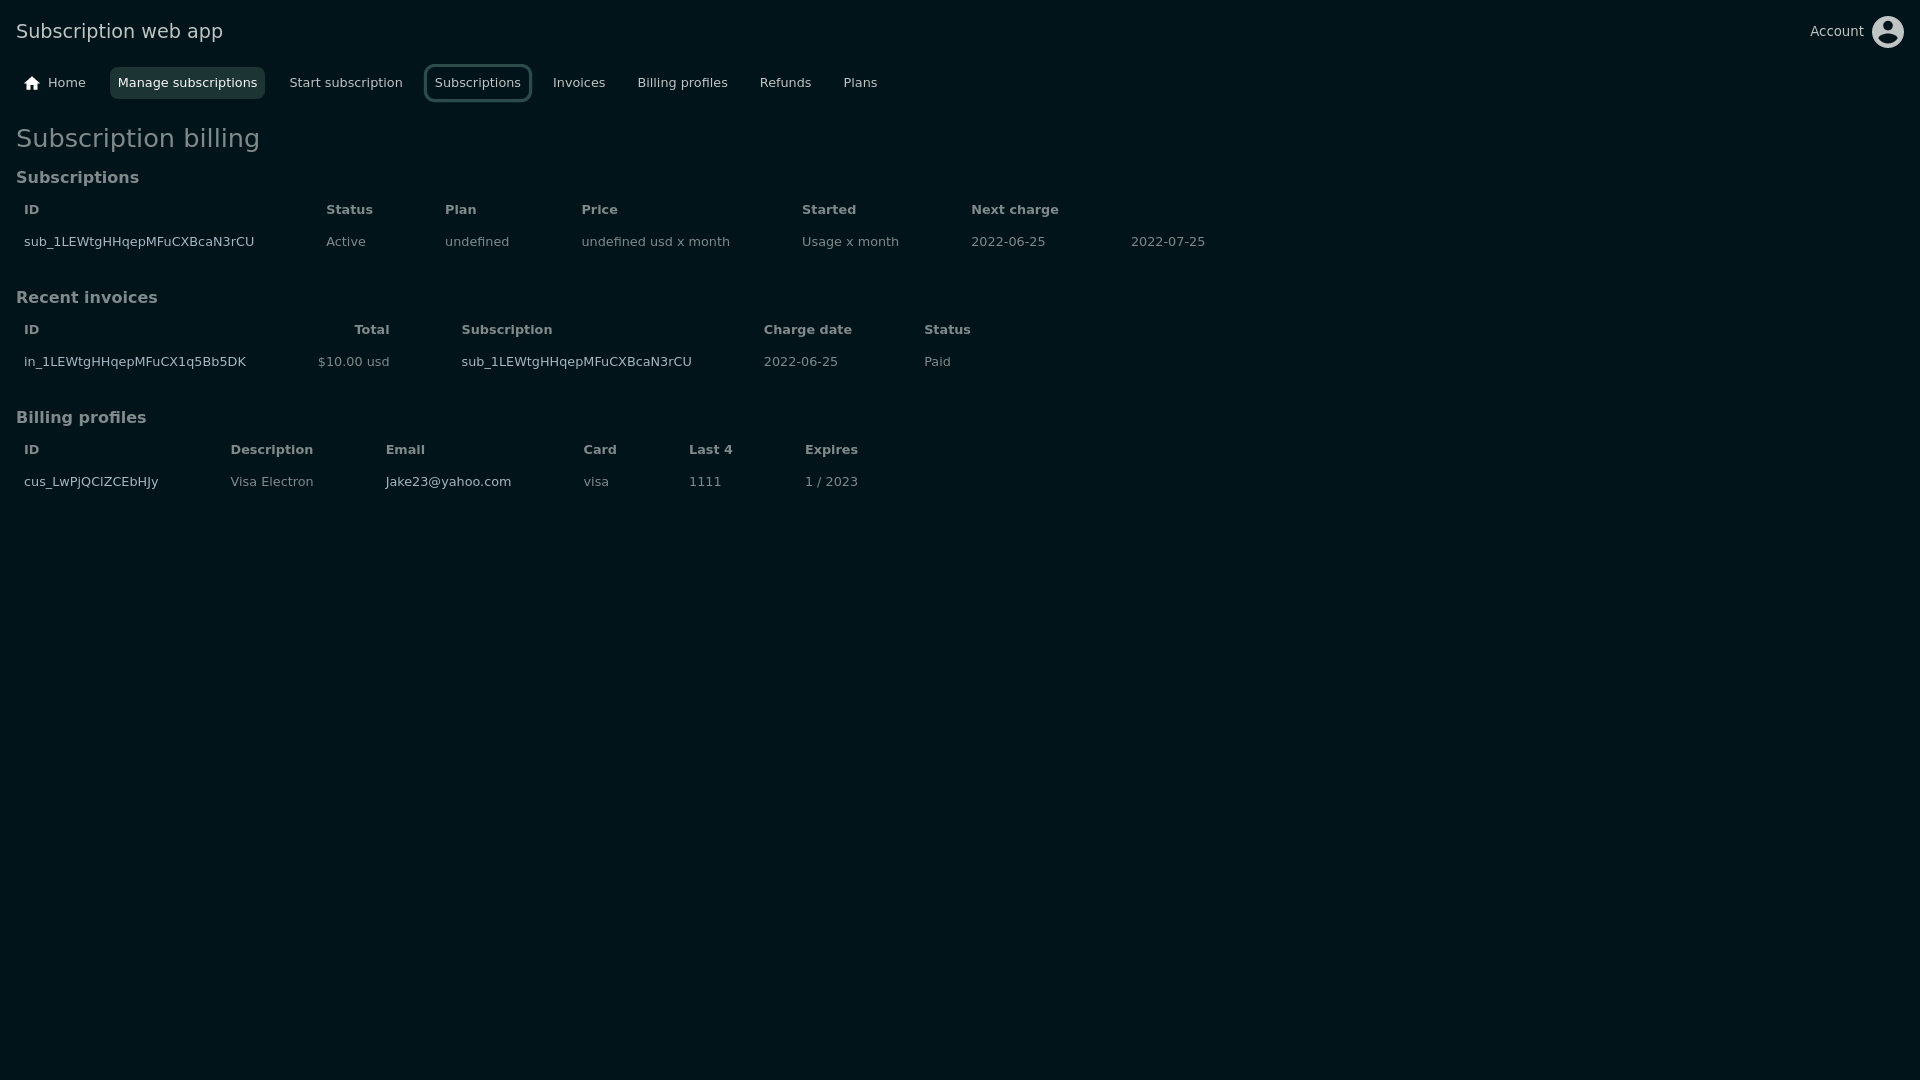 Subscription web app
Account
Home Manage subscriptions Start subscription Subscriptions Invoices Billing profiles Refunds Plans
Subscription billing
Subscriptions
ID Status Plan Price Started Next charge
sub_1LEWtgHHqepMFuCXBcaN3rCU Active undefined undefined usd x month Usage x month 2022-06-25 2022-07-25
Recent invoices
ID Total Subscription Charge date Status
in_1LEWtgHHqepMFuCX1q5Bb5DK $10.00 usd sub_1LEWtgHHqepMFuCXBcaN3rCU 2022-06-25 Paid
Billing profiles
ID Description Email Card Last 4 Expires
cus_LwPjQCIZCEbHJy Visa Electron Jake23@yahoo.com visa 1111 1 / 2023